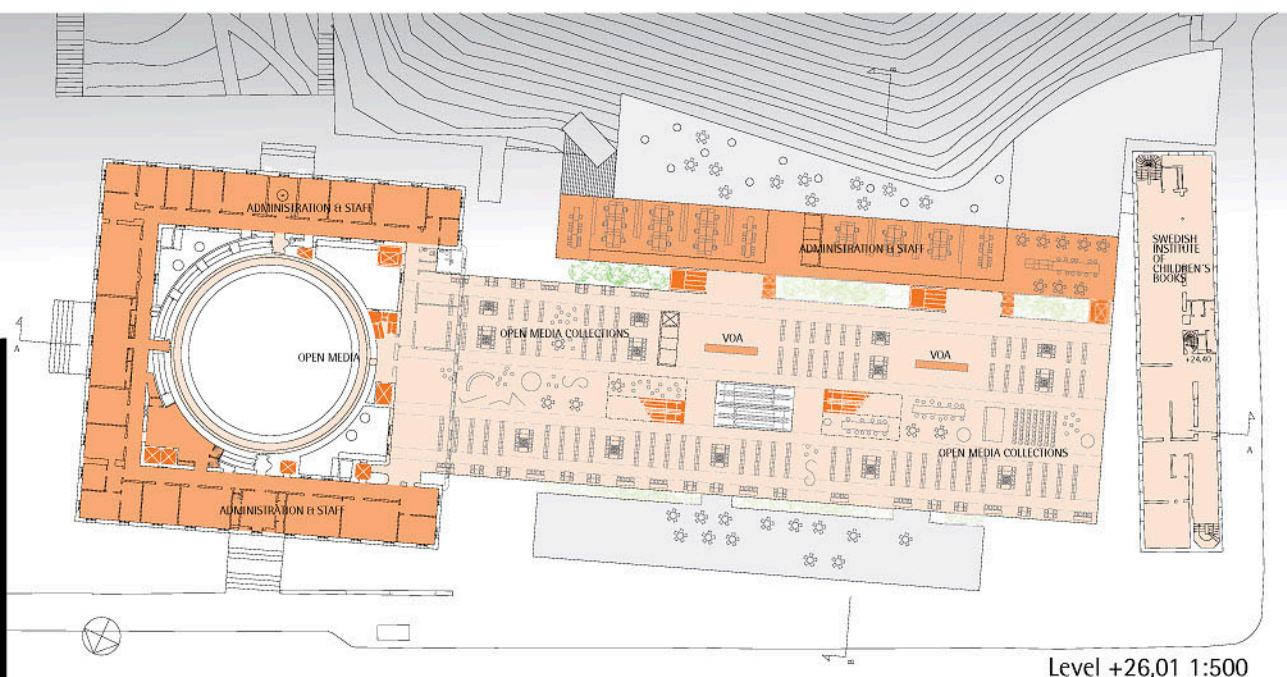 ADMINISTRATION & STAFF
ADMINISTRATION & STAFF
SWEDISH
INSTITUTE
OF
CHILDREN'S
BOOKS
OPEN MEDIA COLLECTIONS
VOA
VOA
OPEN MEDIA
+24,40
A
A
OPEN MEDIA COLLECTIONS
ADMINISTRATION & STAFF
B
B
Level +26,01 1:500